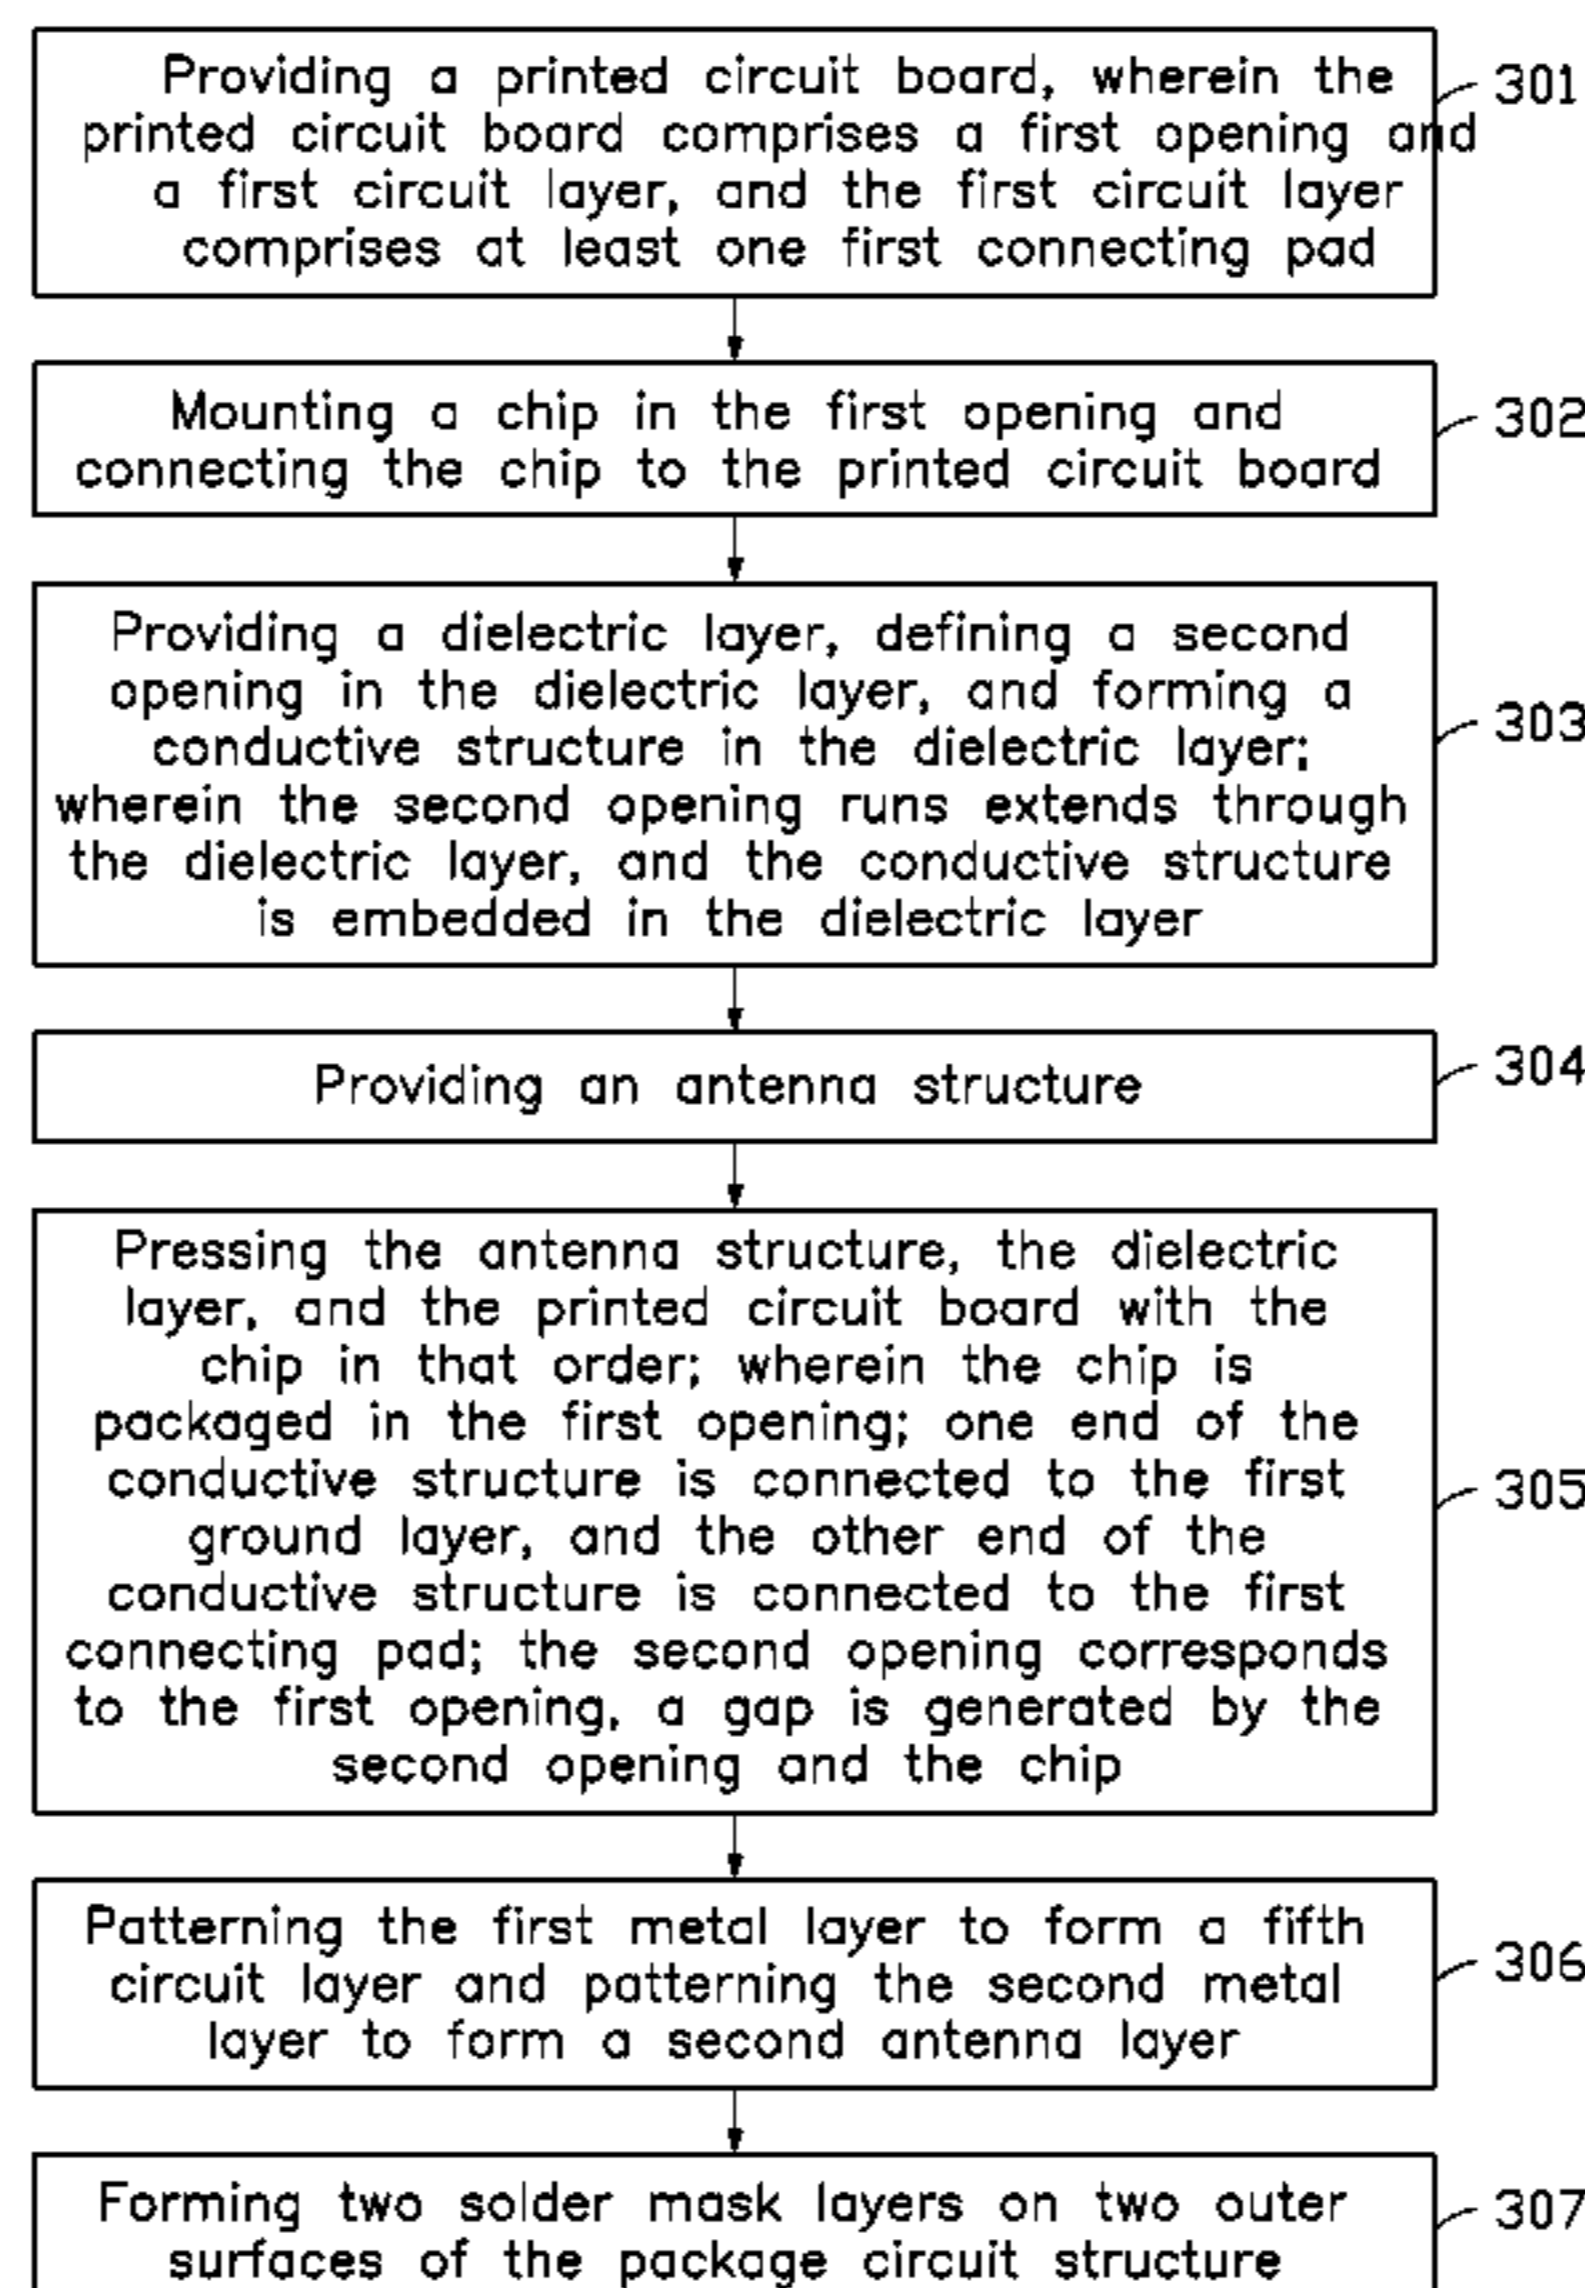 Providing a printed circuit board, wherein the
printed circuit board comprises a first opening and
a first circuit layer, and the first circuit layer
comprises at least one first connecting pad
301
Mounting a chip in the first opening and
connecting the chip to the printed circuit board
302
Providing a dielectric layer, defining a second
opening in the dielectric layer, and forming a
conductive structure in the dielectric layer;
wherein the second opening runs extends through
the dielectric layer, and the conductive structure
is embedded in the dielectric layer
303
Providing an antenna structure
304
Pressing the antenna structure, the dielectric
layer, and the printed circuit board with the
chip in that order; wherein the chip is
packaged in the first opening; one end of the
conductive structure is connected to the first
ground layer, and the other end of the
conductive structure is connected to the first
connecting pad; the second opening corresponds
to the first opening, a gap is generated by the
second opening and the chip
305
Patterning the first metal layer to form a fifth
circuit layer and patterning the second metal
layer to form a second antenna layer
306
Forming two solder mask layers on two outer
surfaces of the package circuit structure
307